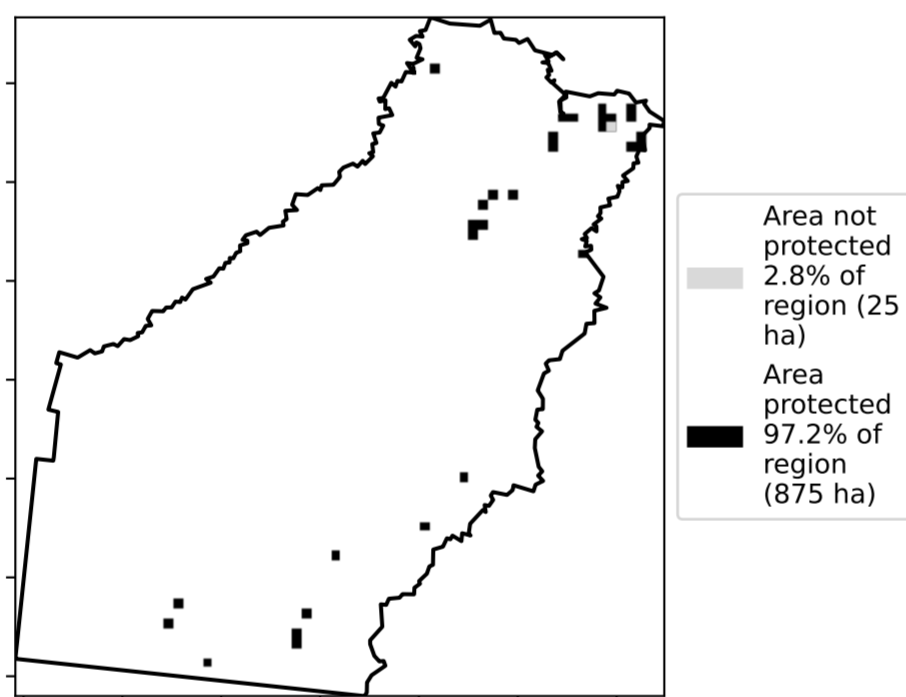 Area not
protected
2.8% of
region (25
ha)
Area
protected
97.2% of
region
(875 ha)